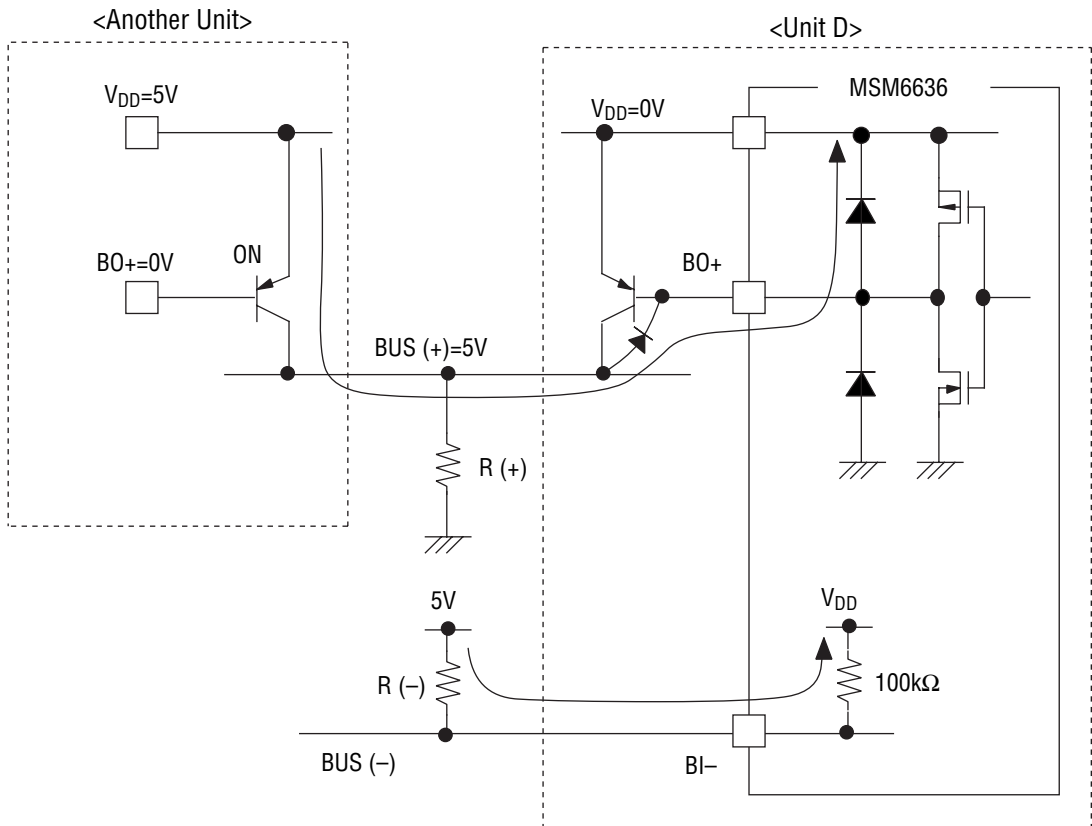 <Another Unit>
<Unit D>
VDD=5V
VDD=0V
MSM6636
BO+=0V
ON
BO+
BUS (+)=5V
R (+)
5V
VDD
R (–)
100kΩ
BUS (–)
BI–